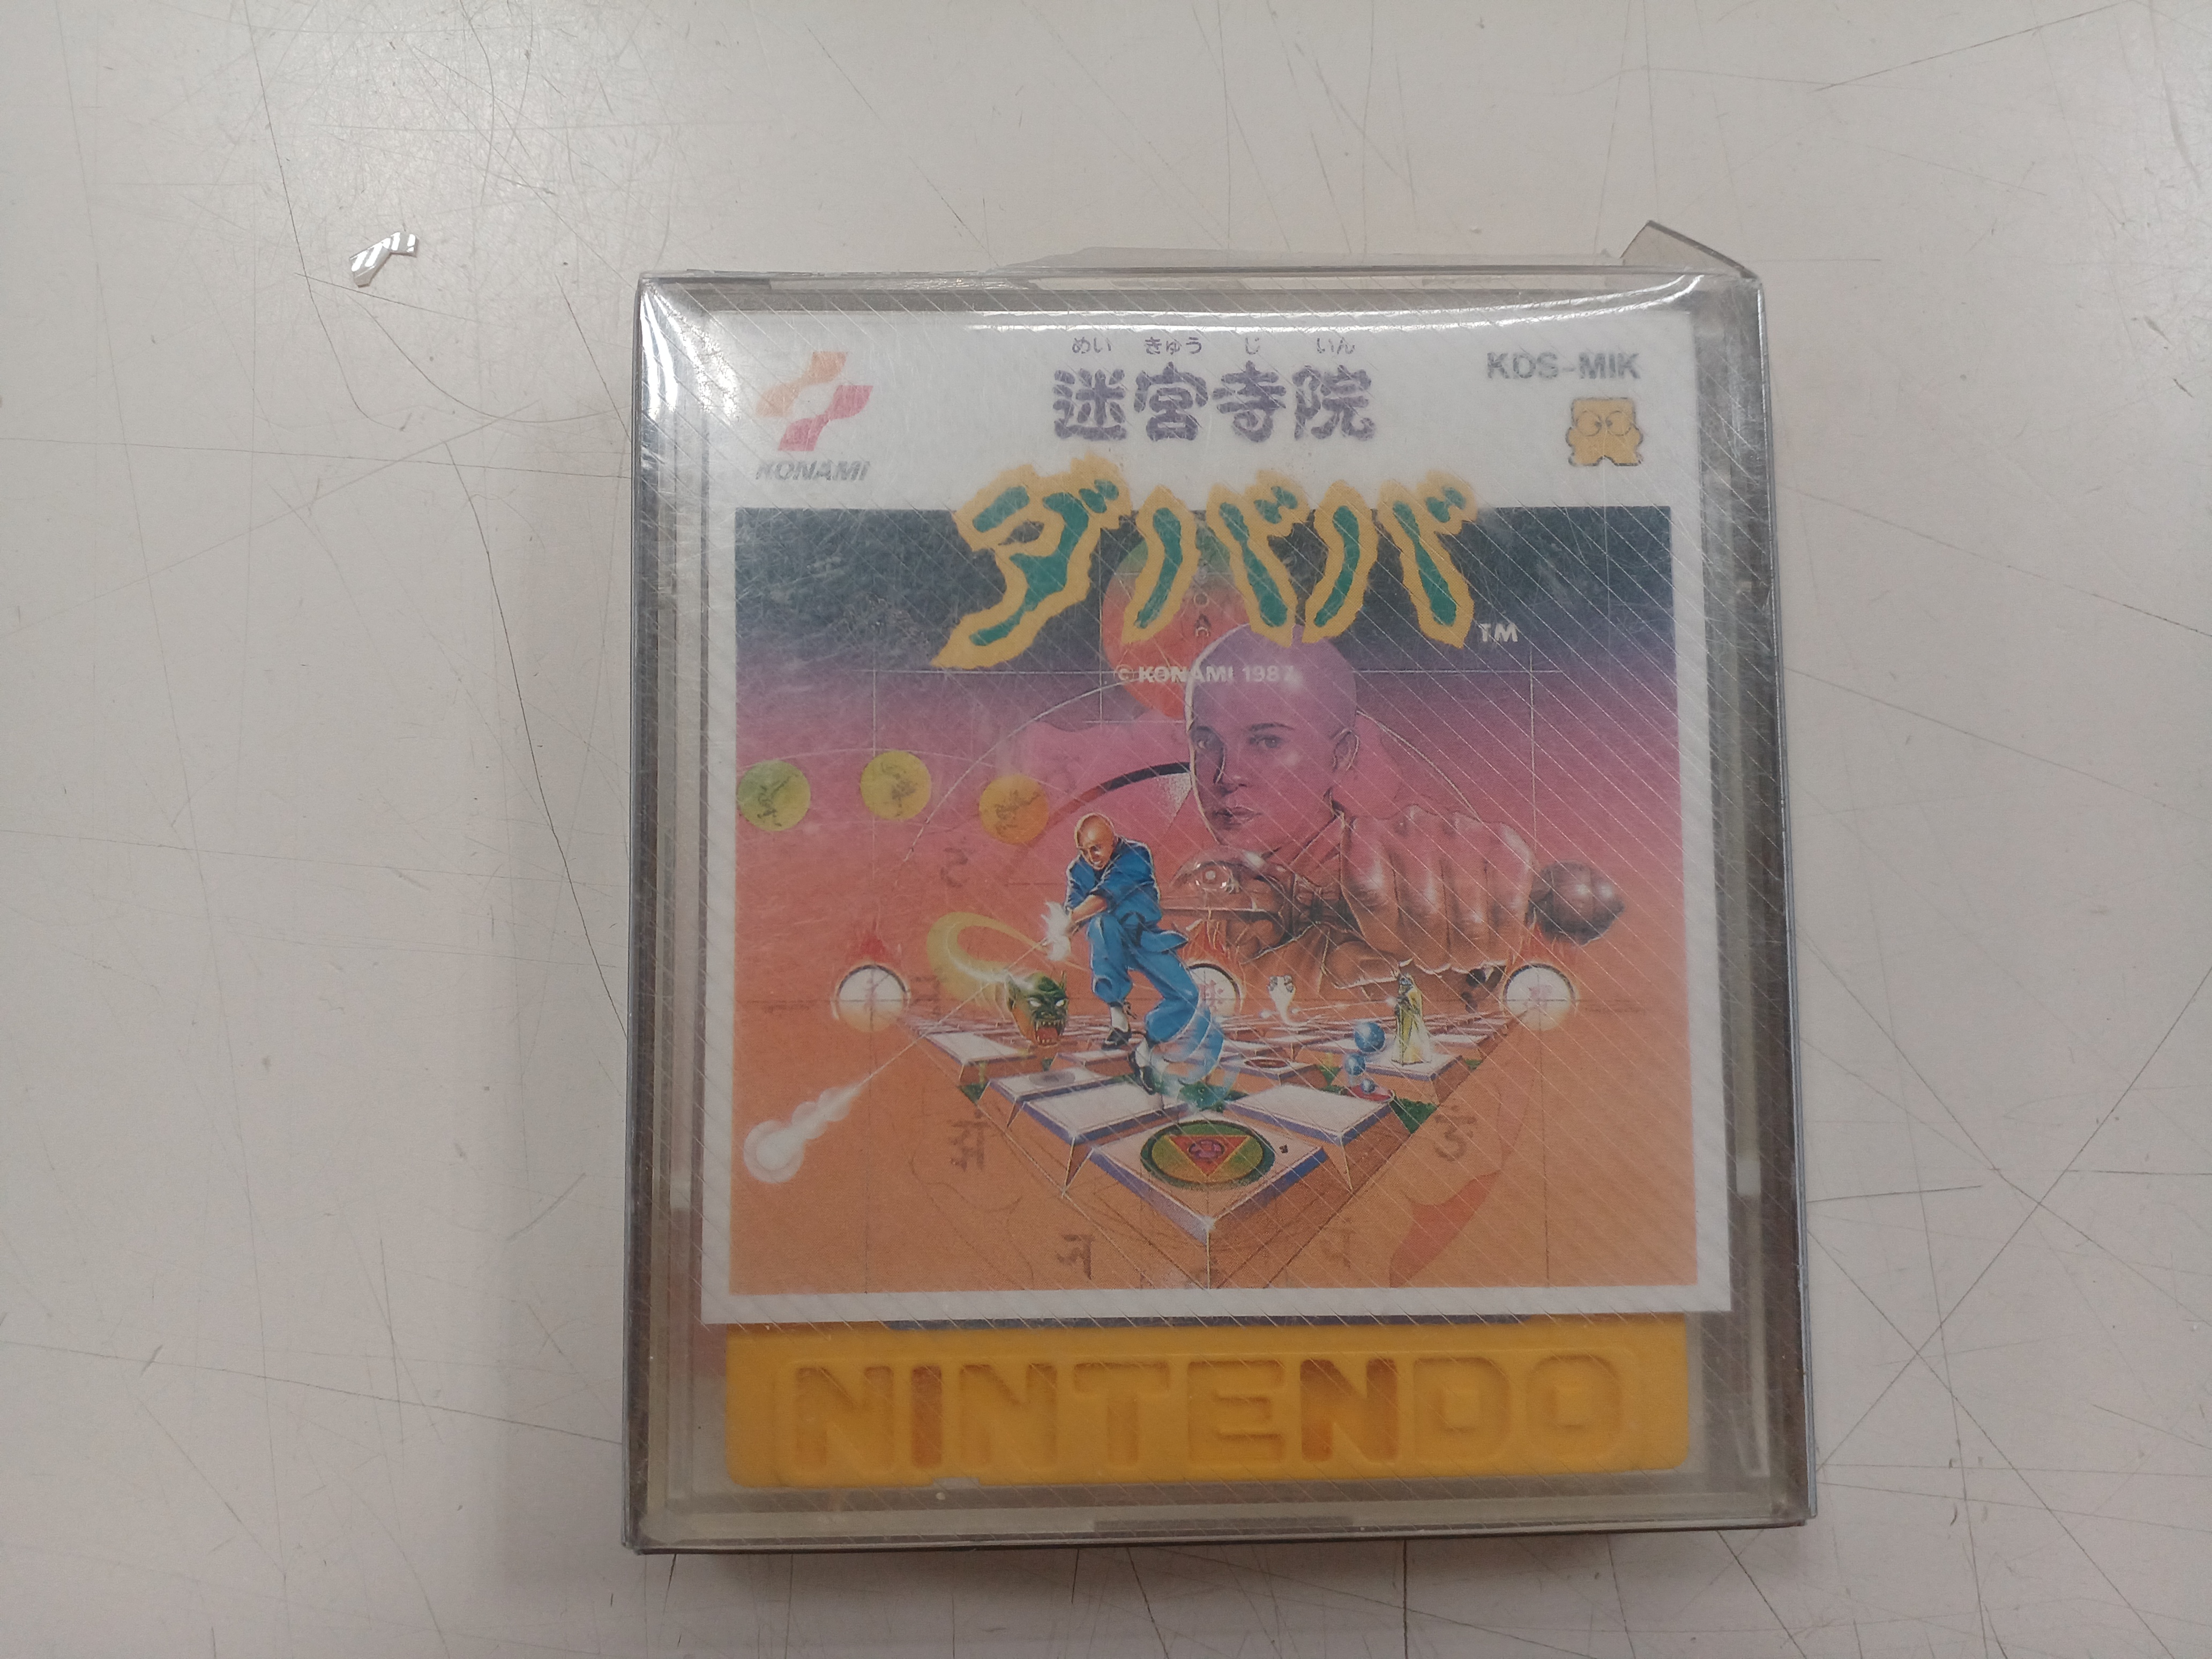 めい きゅう じ いん
迷宮寺院
KDS-MIK
KONAMI
ダババ
TM
© KONAMI 1987
NINTENDO